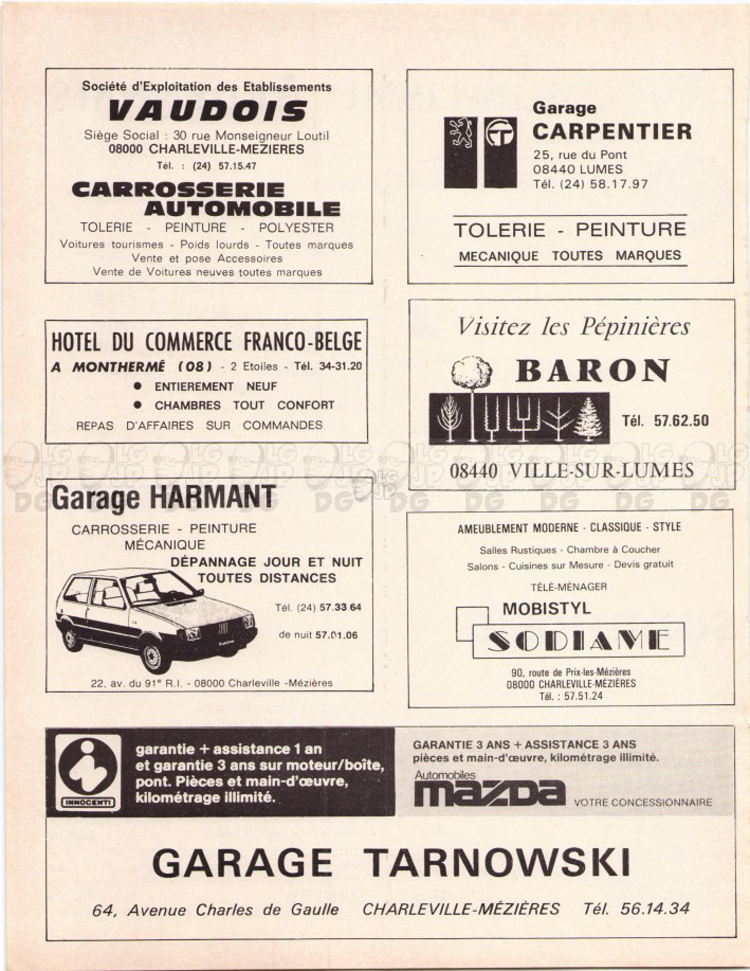 Société d'Exploitation des Etablissements
VAUDOIS
Siège Social : 30 rue Monseigneur Loutil
08000 CHARLEVILLE-MEZIERES
Tél. : (24) 57.15.47
CARROSSERIE
AUTOMOBILE
TOLERIE - PEINTURE - POLYESTER
Voitures tourismes - Poids lourds - Toutes marques
Vente et pose Accessoires
Vente de Voitures neuves toutes marques
Garage
CARPENTIER
25, rue du Pont
08440 LUMES
Tél. (24) 58.17.97
TOLERIE - PEINTURE
MECANIQUE TOUTES MARQUES
HOTEL DU COMMERCE FRANCO-BELGE
A MONTHERMÉ (08) - 2 Etoiles - Tél. 34-31.20
● ENTIEREMENT NEUF
● CHAMBRES TOUT CONFORT
REPAS D'AFFAIRES SUR COMMANDES
Visitez les Pépinières
BARON
Tél. 57.62.50
08440 VILLE-SUR-LUMES
Garage HARMANT
CARROSSERIE - PEINTURE
MÉCANIQUE
DÉPANNAGE JOUR ET NUIT
TOUTES DISTANCES
Tél. (24) 57.33 64
de nuit 57.01.06
22, av. du 91e R.I. - 08000 Charleville -Mézières
AMEUBLEMENT MODERNE - CLASSIQUE - STYLE
Salles Rustiques - Chambre à Coucher
Salons - Cuisines sur Mesure - Devis gratuit
TÉLÉ-MÉNAGER
MOBISTYL
SODIAME
90, route de Prix-les-Mézières
08000 CHARLEVILLE-MÉZIÈRES
Tél. : 57.51.24
INNOCENTI
garantie + assistance 1 an
et garantie 3 ans sur moteur/boîte,
pont. Pièces et main-d'œuvre,
kilométrage illimité.
GARANTIE 3 ANS + ASSISTANCE 3 ANS
pièces et main-d'œuvre, kilométrage illimité.
Automobiles
mazda VOTRE CONCESSIONNAIRE
GARAGE TARNOWSKI
64, Avenue Charles de Gaulle CHARLEVILLE-MÉZIÈRES Tél. 56.14.34
LG JP DG